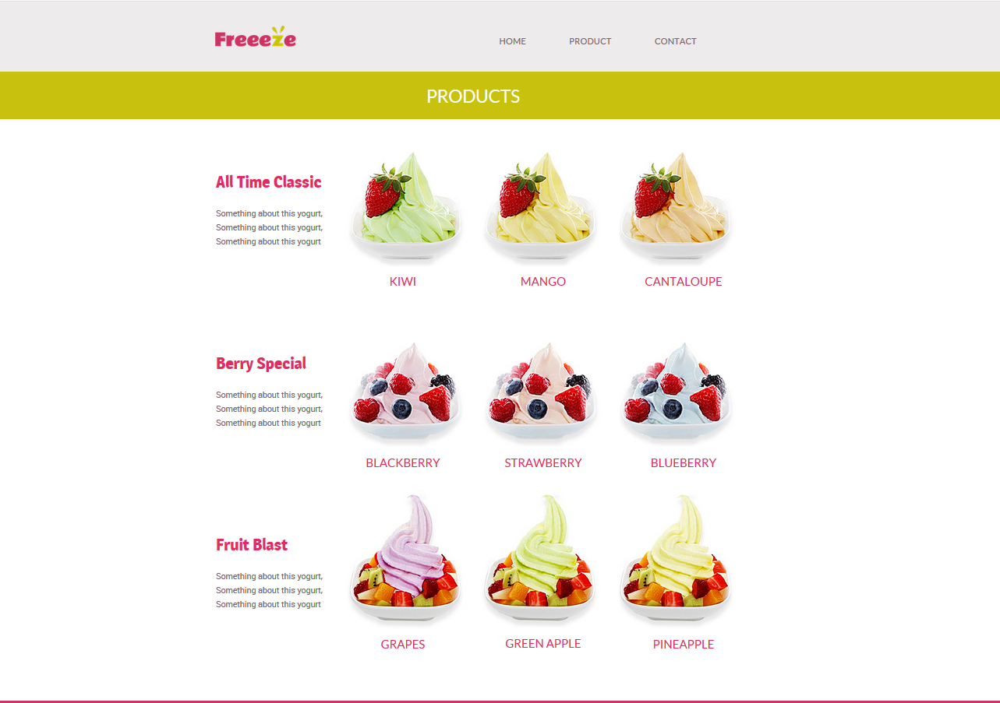 Freeeze
HOME PRODUCT CONTACT
PRODUCTS
All Time Classic
Something about this yogurt,
Something about this yogurt,
Something about this yogurt
KIWI MANGO CANTALOUPE
Berry Special
Something about this yogurt,
Something about this yogurt,
Something about this yogurt
BLACKBERRY STRAWBERRY BLUEBERRY
Fruit Blast
Something about this yogurt,
Something about this yogurt,
Something about this yogurt
GRAPES GREEN APPLE PINEAPPLE